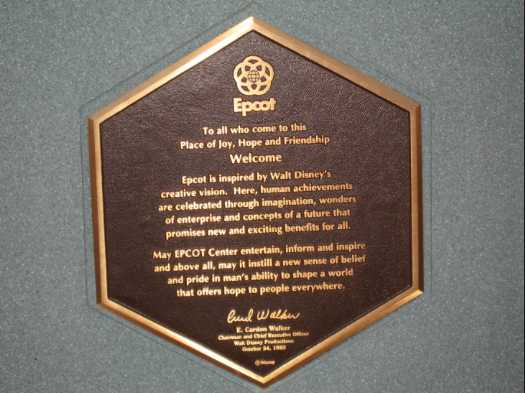 Epcot
To all who come to this
Place of Joy, Hope and Friendship
Welcome
Epcot is inspired by Walt Disney's
creative vision. Here, human achievements
are celebrated through imagination, wonders
of enterprise and concepts of a future that
promises new and exciting benefits for all.
May EPCOT Center entertain, inform and inspire
and above all, may it instill a new sense of belief
and pride in man's ability to shape a world
that offers hope to people everywhere.
Card Walker
E. Cardon Walker
Chairman and Chief Executive Officer
Walt Disney Productions
October 24, 1982
©Disney